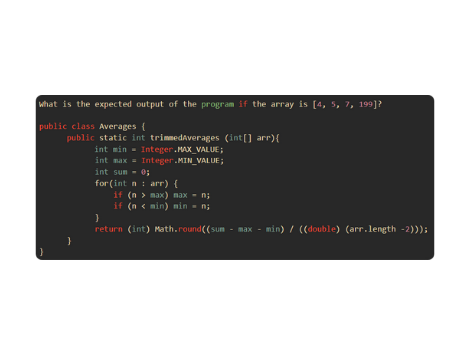 What is the expected output of the program if the array is [4, 5, 7, 199]?
public class Averages {
public static int trimmedAverages (int[] arr){
int min = Integer.MAX_VALUE;
int max = Integer.MIN_VALUE;
int sum = 0;
for(int n : arr) {
if (n > max) max = n;
if (n < min) min = n;
}
return (int) Math.round((sum - max - min) / ((double) (arr.length -2)));
}
}